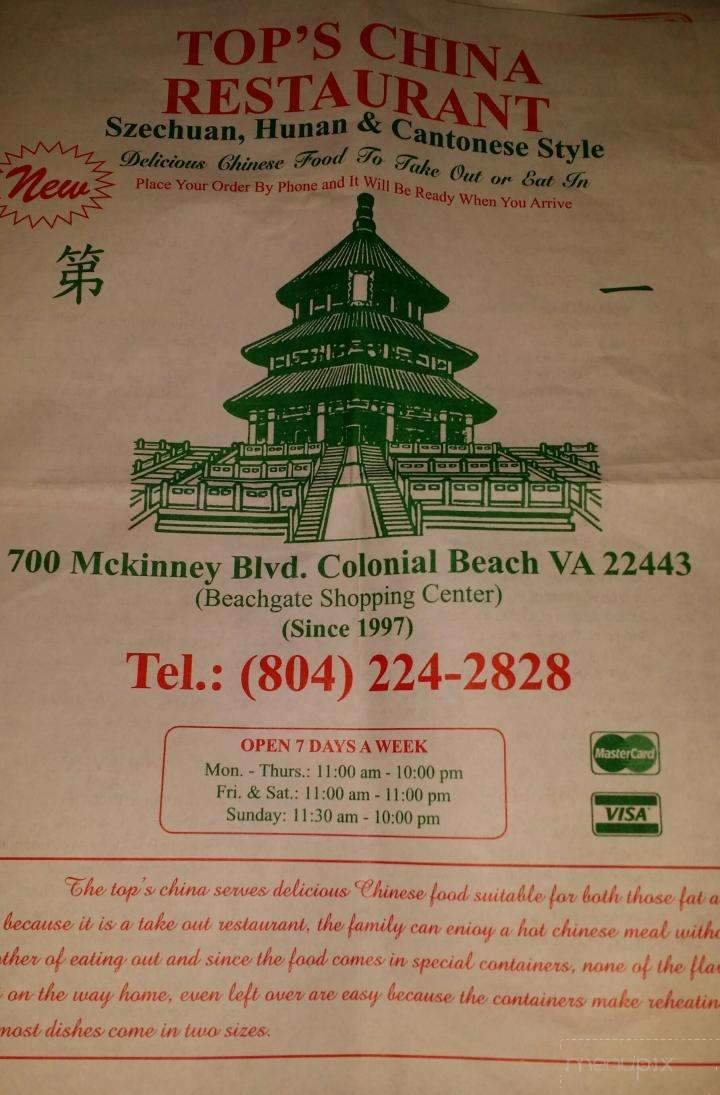 TOP'S CHINA
RESTAURANT
Szechuan, Hunan & Cantonese Style
Delicious Chinese Food To Take Out or Eat In
Place Your Order By Phone and It Will Be Ready When You Arrive
New
第 一
700 Mckinney Blvd. Colonial Beach VA 22443
(Beachgate Shopping Center)
(Since 1997)
Tel.: (804) 224-2828
OPEN 7 DAYS A WEEK
Mon. - Thurs.: 11:00 am - 10:00 pm
Fri. & Sat.: 11:00 am - 11:00 pm
Sunday: 11:30 am - 10:00 pm
MasterCard
VISA
The top's china serves delicious Chinese food suitable for both those fat a
because it is a take out restaurant, the family can enjoy a hot chinese meal witho
ther of eating out and since the food comes in special containers, none of the fla
on the way home, even left over are easy because the containers make reheatin
most dishes come in two sizes.
menupix